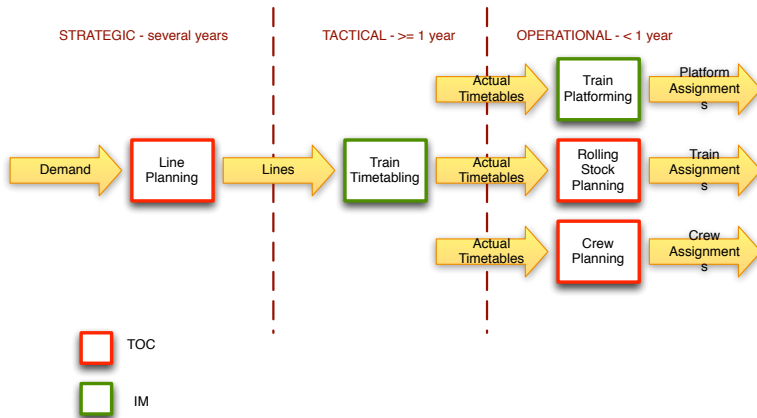 STRATEGIC - several years
TACTICAL - >= 1 year
OPERATIONAL - < 1 year
Actual
Timetables
Train
Platforming
Platform
Assignment
s
Demand
Line
Planning
Lines
Train
Timetabling
Actual
Timetables
Rolling
Stock
Planning
Train
Assignment
s
Actual
Timetables
Crew
Planning
Crew
Assignment
s
TOC
IM